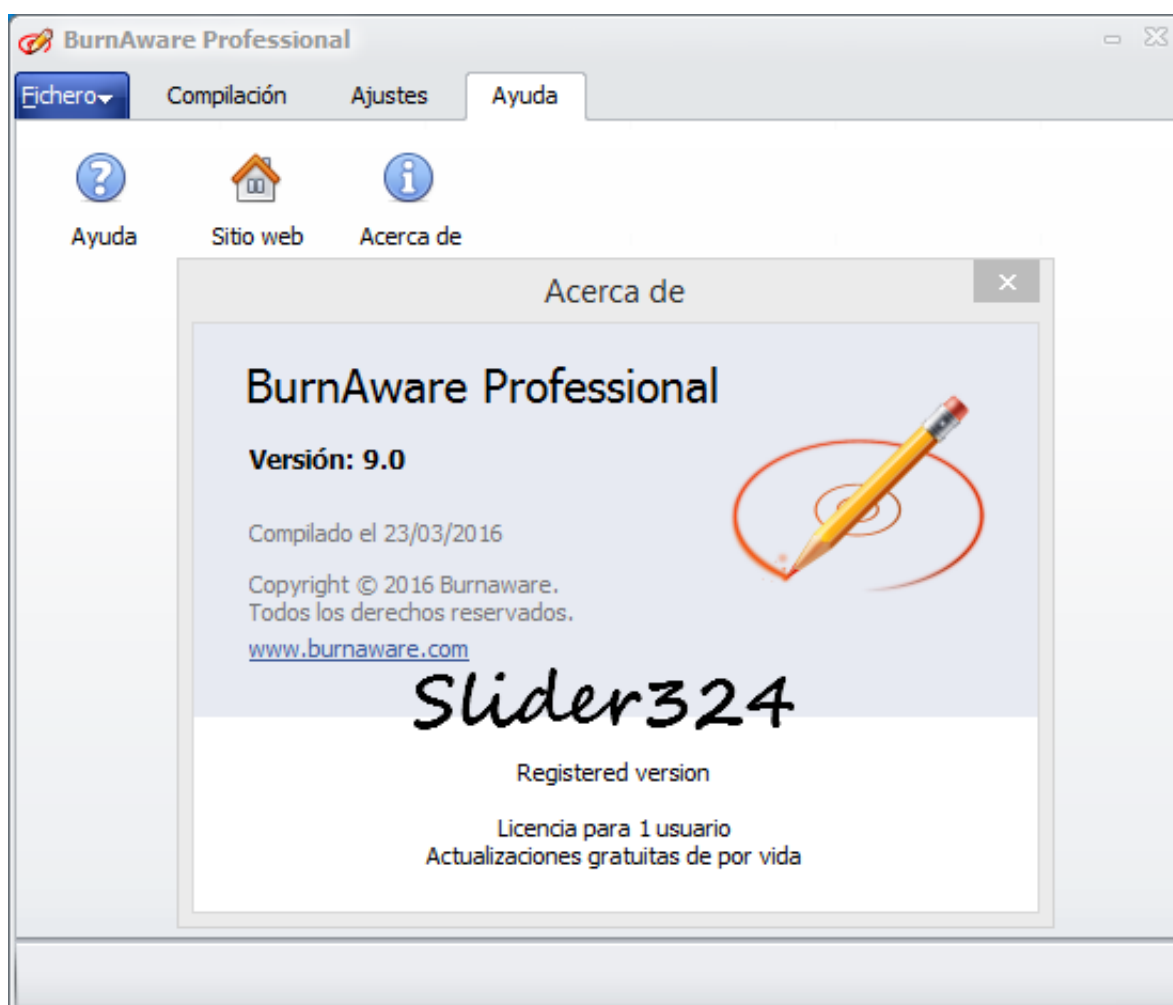 BurnAware Professional
Fichero Compilación Ajustes Ayuda
Ayuda Sitio web Acerca de
Acerca de
BurnAware Professional
Versión: 9.0
Compilado el 23/03/2016
Copyright © 2016 Burnaware.
Todos los derechos reservados.
www.burnaware.com
Slider324
Registered version
Licencia para 1 usuario
Actualizaciones gratuitas de por vida